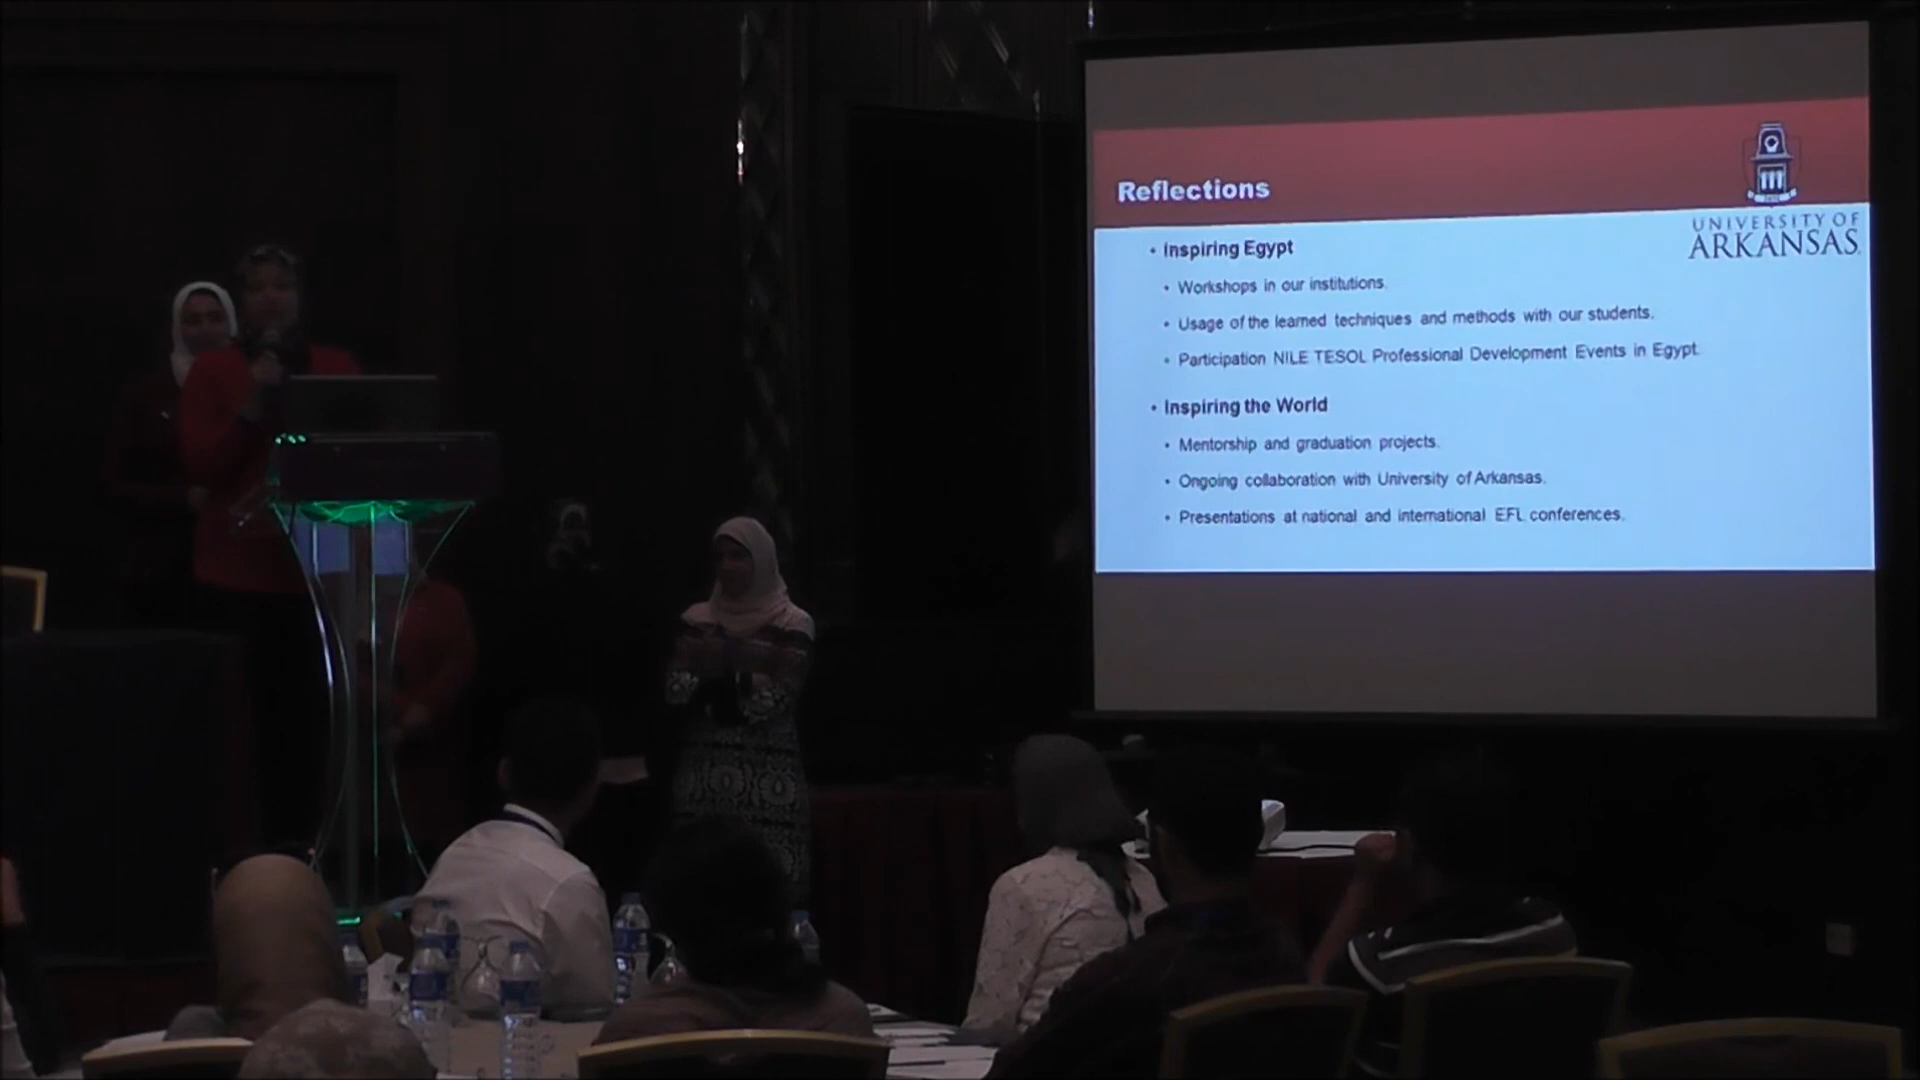 Reflections
UNIVERSITY OF
ARKANSAS
• Inspiring Egypt
• Workshops in our institutions.
• Usage of the learned techniques and methods with our students.
• Participation NILE TESOL Professional Development Events in Egypt.
• Inspiring the World
• Mentorship and graduation projects.
• Ongoing collaboration with University of Arkansas.
• Presentations at national and international EFL conferences.